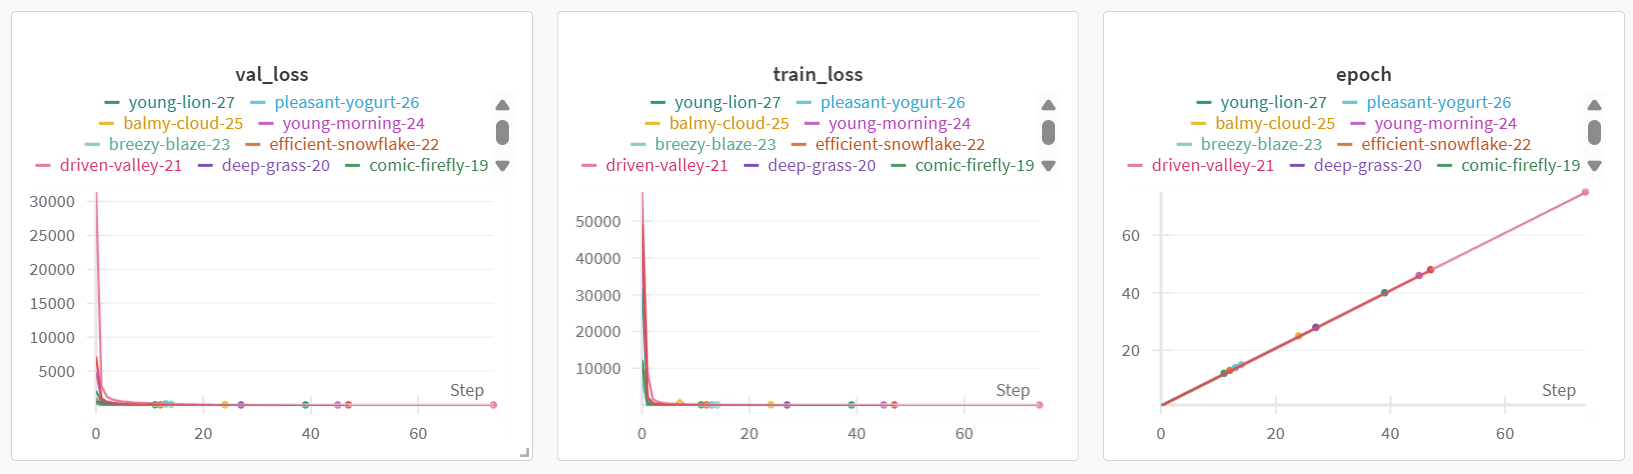 val_loss
young-lion-27 pleasant-yogurt-26
balmy-cloud-25 young-morning-24
breezy-blaze-23 efficient-snowflake-22
driven-valley-21 deep-grass-20 comic-firefly-19
30000
25000
20000
15000
10000
5000
Step
0 20 40 60
train_loss
young-lion-27 pleasant-yogurt-26
balmy-cloud-25 young-morning-24
breezy-blaze-23 efficient-snowflake-22
driven-valley-21 deep-grass-20 comic-firefly-19
50000
40000
30000
20000
10000
Step
0 20 40 60
epoch
young-lion-27 pleasant-yogurt-26
balmy-cloud-25 young-morning-24
breezy-blaze-23 efficient-snowflake-22
driven-valley-21 deep-grass-20 comic-firefly-19
60
40
20
Step
0 20 40 60